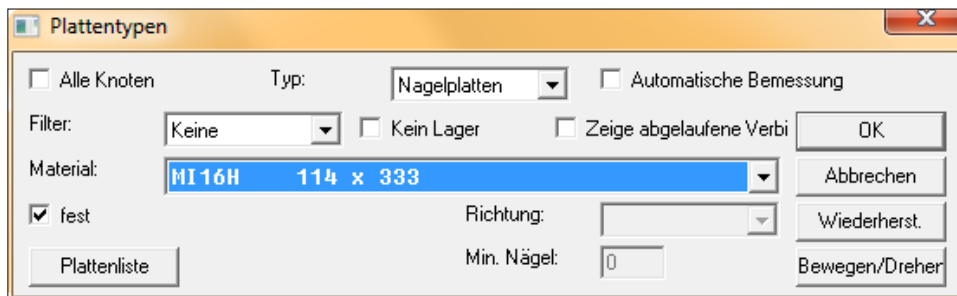 Plattentypen
Alle Knoten Typ: Nagelplatten Automatische Bemessung
Filter: Keine Kein Lager Zeige abgelaufene Verbi OK
Material: MI16H 114 x 333 Abbrechen
fest Richtung: Wiederherst.
Plattenliste Min. Nägel: 0 Bewegen/Dreher